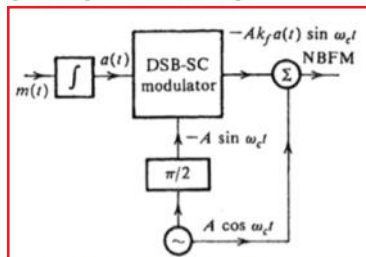 −Ak_f a(t) sin ω_c t
a(t)
DSB-SC
modulator
NBFM
∫
Σ
m(t)
−A sin ω_c t
π/2
A cos ω_c t
~